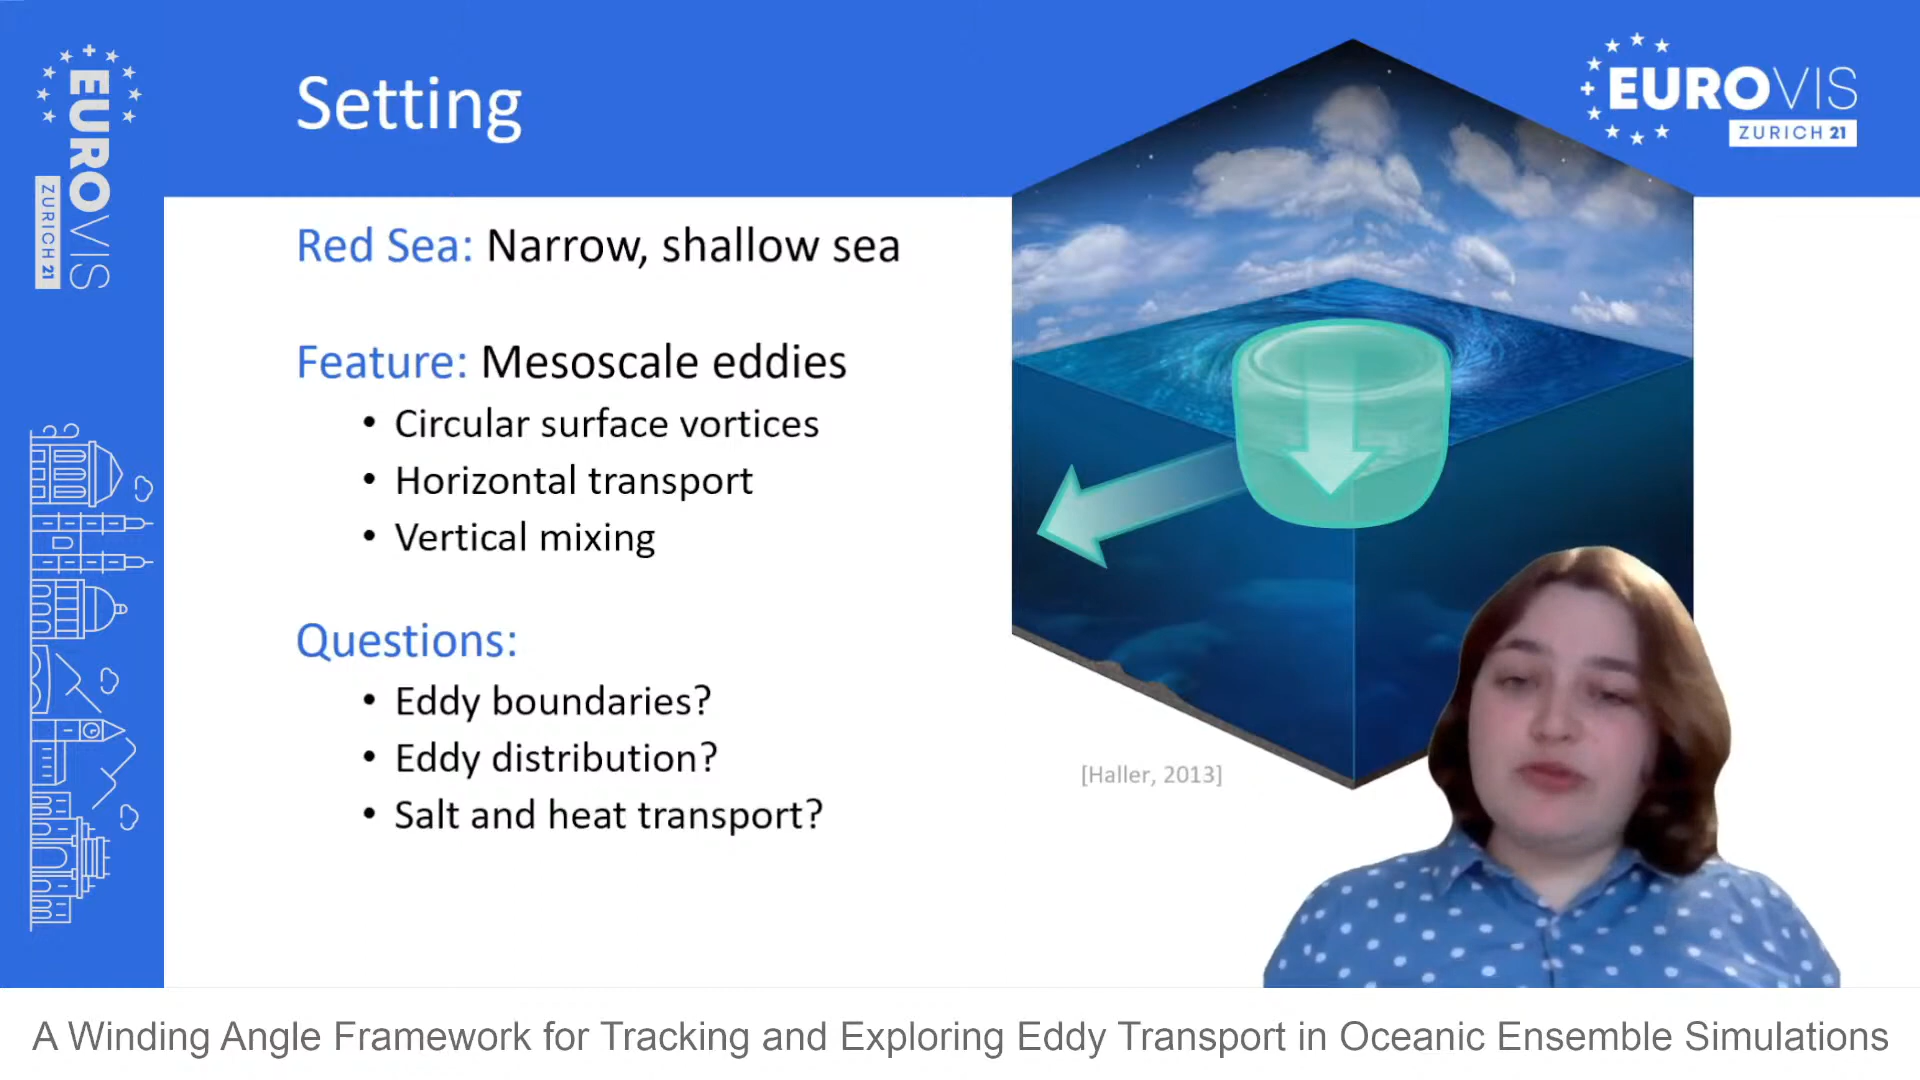 EUROVIS
ZURICH 21
Setting
EUROVIS
ZURICH 21
Red Sea: Narrow, shallow sea
Feature: Mesoscale eddies
• Circular surface vortices
• Horizontal transport
• Vertical mixing
Questions:
• Eddy boundaries?
• Eddy distribution?
• Salt and heat transport?
[Haller, 2013]
A Winding Angle Framework for Tracking and Exploring Eddy Transport in Oceanic Ensemble Simulations